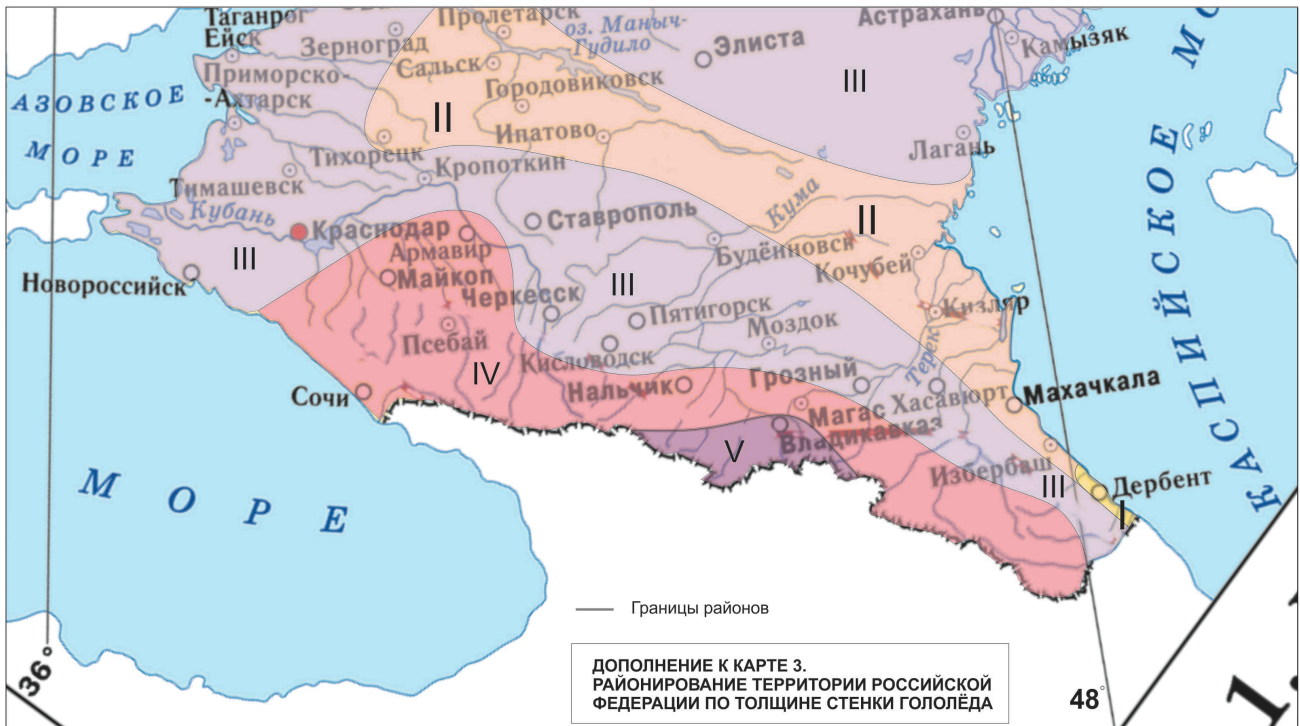 Таганрог
Ейск
Пролетарск
оз. Маныч-
Гудило
Астрахань
Камызяк
Зерноград
Элиста
Сальск
Приморско-
-Ахтарск
Городовиковск
III
АЗОВСКОЕ
МОРЕ
II
Ипатово
Лагань
Тихорецк
Кропоткин
Тимашевск
Кубань
Кума
Ставрополь
II
Краснодар
Армавир
Будённовск
III
Майкоп
Кочубей
Новороссийск
Черкесск
III
Пятигорск
Кизляр
Псебай
Моздок
Кисловодск
Терек
IV
Нальчик
Грозный
Сочи
Магас
Хасавюрт
Махачкала
Владикавказ
V
Избербаш
III
Дербент
I
КАСПИЙСКОЕ
МО
МОРЕ
Границы районов
ДОПОЛНЕНИЕ К КАРТЕ 3.
РАЙОНИРОВАНИЕ ТЕРРИТОРИИ РОССИЙСКОЙ
ФЕДЕРАЦИИ ПО ТОЛЩИНЕ СТЕНКИ ГОЛОЛЁДА
36°
48°